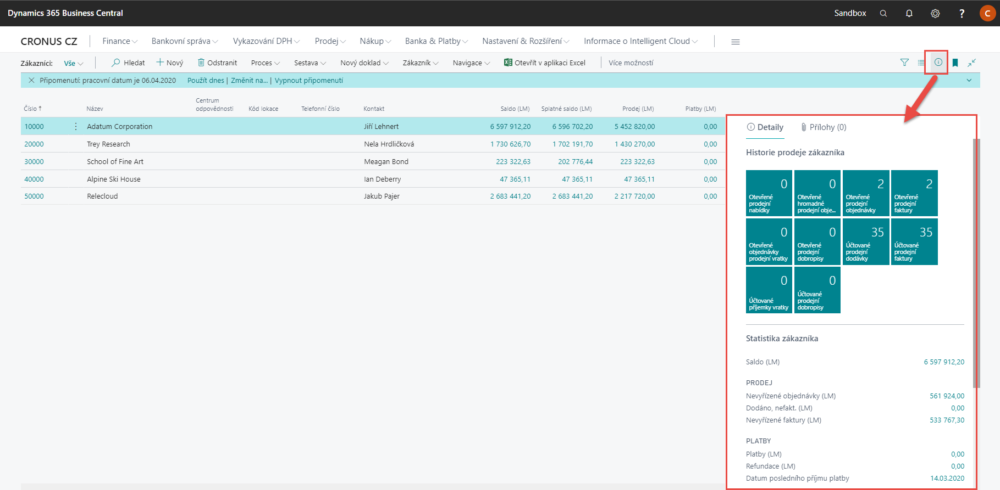 Dynamics 365 Business Central
Sandbox
?
C
CRONUS CZ
Finance
Bankovní správa
Vykazování DPH
Prodej
Nákup
Banka & Platby
Nastavení & Rozšíření
Informace o Intelligent Cloud
Zákazníci:
Vše
Hledat
Nový
Odstranit
Proces
Sestava
Nový doklad
Zákazník
Navigace
Otevřít v aplikaci Excel
Více možností
Připomenutí: pracovní datum je 06.04.2020
Použít dnes | Změnit na... | Vypnout připomenutí
Číslo ↑ Název Centrum odpovědnosti Kód lokace Telefonní číslo Kontakt Saldo (LM) Splatné saldo (LM) Prodej (LM) Platby (LM)
10000 Adatum Corporation Jiří Lehnert 6 597 912,20 6 596 702,20 5 452 820,00 0,00
20000 Trey Research Nela Hrdličková 1 730 626,70 1 702 191,70 1 430 270,00 0,00
30000 School of Fine Art Meagan Bond 223 322,63 202 776,44 223 322,63 0,00
40000 Alpine Ski House Ian Deberry 47 365,11 47 365,11 47 365,11 0,00
50000 Relecloud Jakub Pajer 2 683 441,20 2 683 441,20 2 217 720,00 0,00
Detaily
Přílohy (0)
Historie prodeje zákazníka
0
Otevřené
prodejní
nabídky
0
Otevřené
hromadné
prodejní obje...
2
Otevřené
prodejní
objednávky
2
Otevřené
prodejní
faktury
0
Otevřené
objednávky
prodejní vratky
0
Otevřené
prodejní
dobropisy
35
Účtované
prodejní
dodávky
35
Účtované
prodejní
faktury
0
Účtované
příjemky vratky
0
Účtované
prodejní
dobropisy
Statistika zákazníka
Saldo (LM) 6 597 912,20
PRODEJ
Nevyřízené objednávky (LM) 561 924,00
Dodáno, nefakt. (LM) 0,00
Nevyřízené faktury (LM) 533 767,30
PLATBY
Platby (LM) 0,00
Refundace (LM) 0,00
Datum posledního příjmu platby 14.03.2020